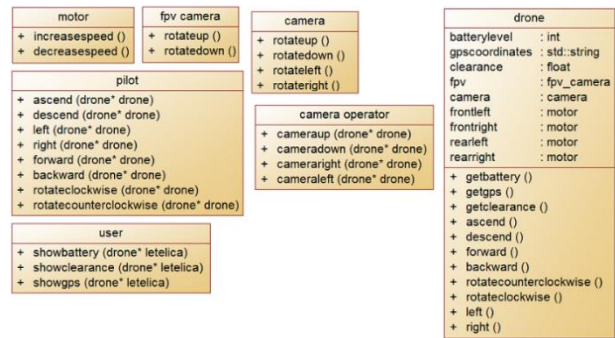 motor
+ increasespeed ()
+ decreasespeed ()
fpv camera
+ rotateup ()
+ rotatedown ()
camera
+ rotateup ()
+ rotatedown ()
+ rotateleft ()
+ rotateright ()
pilot
+ ascend (drone* drone)
+ descend (drone* drone)
+ left (drone* drone)
+ right (drone* drone)
+ forward (drone* drone)
+ backward (drone* drone)
+ rotateclockwise (drone* drone)
+ rotatecounterclockwise (drone* drone)
camera operator
+ cameraup (drone* drone)
+ cameradown (drone* drone)
+ cameraright (drone* drone)
+ cameraleft (drone* drone)
user
+ showbattery (drone* letelica)
+ showclearance (drone* letelica)
+ showgps (drone* letelica)
drone
batterylevel : int
gpscoordinates : std::string
clearance : float
fpv : fpv_camera
camera : camera
frontleft : motor
frontright : motor
rearleft : motor
rearright : motor
+ getbattery ()
+ getgps ()
+ getclearance ()
+ ascend ()
+ descend ()
+ forward ()
+ backward ()
+ rotatecounterclockwise ()
+ rotateclockwise ()
+ left ()
+ right ()